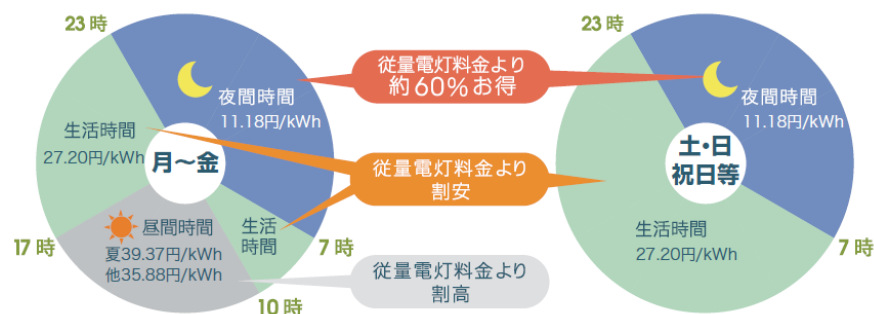 23時
夜間時間
11.18円/kWh
生活時間
27.20円/kWh
月～金
昼間時間
夏39.37円/kWh
他35.88円/kWh
生活
時間
17時
7時
10時
従量電灯料金より
約60%お得
従量電灯料金より
割安
従量電灯料金より
割高
23時
夜間時間
11.18円/kWh
土・日
祝日等
生活時間
27.20円/kWh
7時